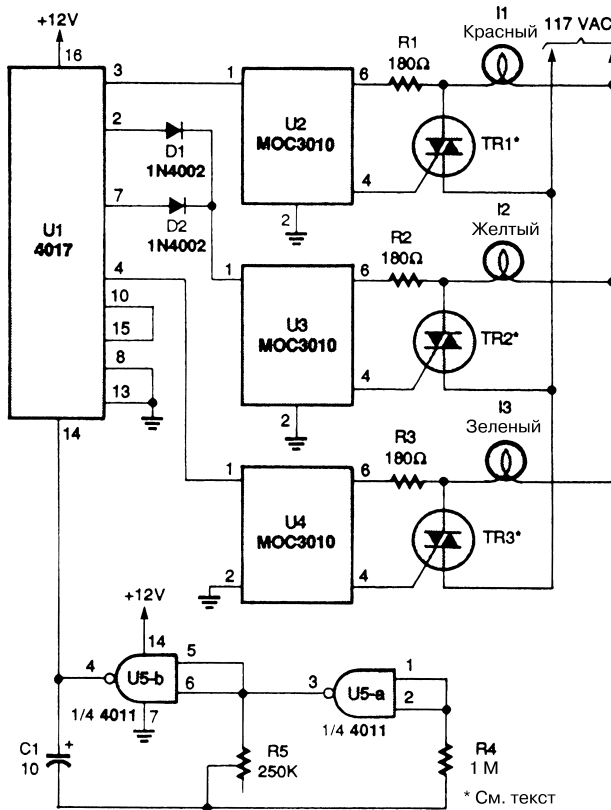 +12V
16
3
2
7
4
10
15
8
13
14
U1
4017
D1
1N4002
D2
1N4002
1
U2
MOC3010
6
4
2
R1
180Ω
I1
Красный
117 VAC
TR1*
1
U3
MOC3010
6
4
2
R2
180Ω
I2
Желтый
TR2*
1
U4
MOC3010
6
4
2
R3
180Ω
I3
Зеленый
TR3*
+12V
14
4
U5-b
5
6
7
1/4 4011
3
U5-a
1
2
1/4 4011
C1
10
+
R5
250K
R4
1 M
* См. текст